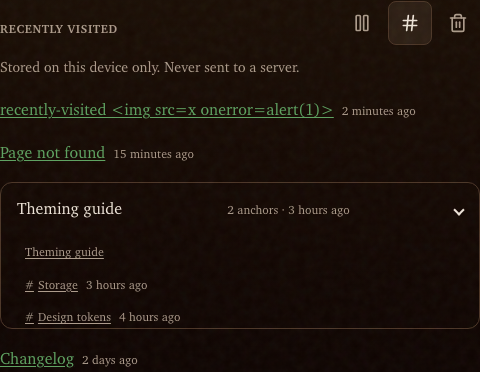 RECENTLY VISITED
#
Stored on this device only. Never sent to a server.
recently-visited <img src=x onerror=alert(1)> 2 minutes ago
Page not found 15 minutes ago
Theming guide 2 anchors · 3 hours ago
Theming guide
# Storage 3 hours ago
# Design tokens 4 hours ago
Changelog 2 days ago